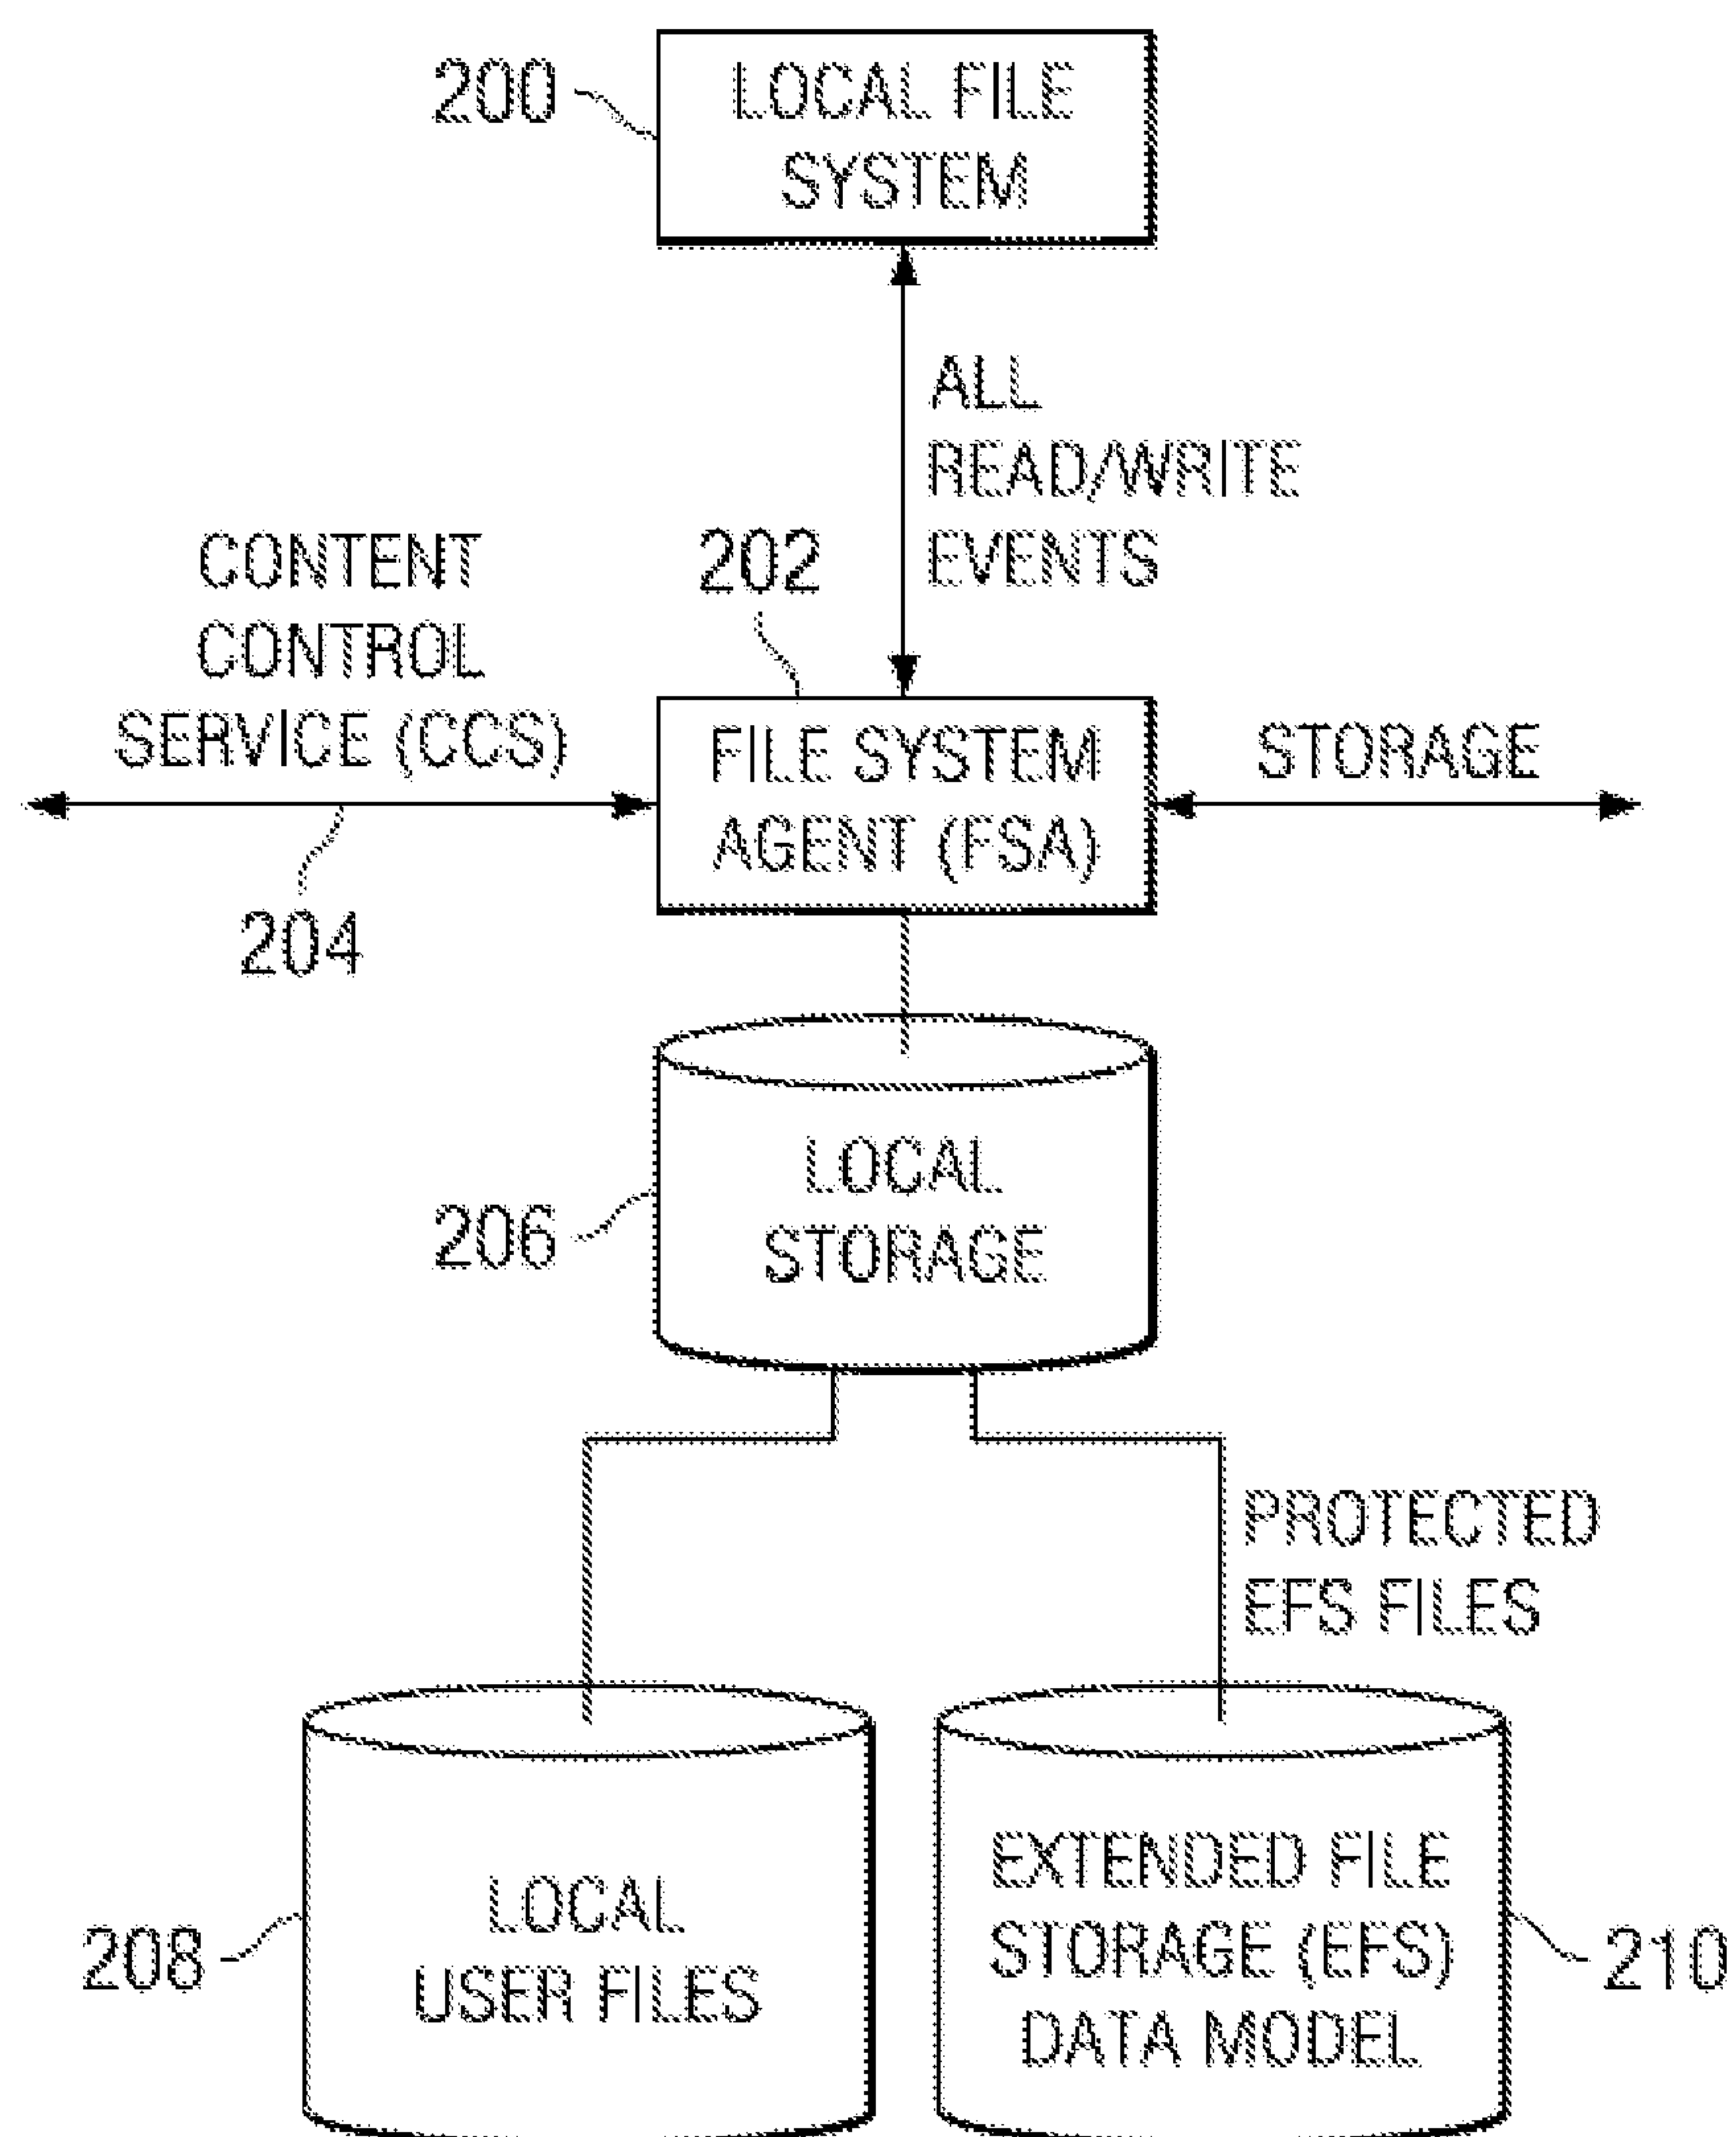 200
LOCAL FILE
SYSTEM
ALL
READ/WRITE
EVENTS
CONTENT
CONTROL
SERVICE (CCS)
202
FILE SYSTEM
AGENT (FSA)
STORAGE
204
LOCAL
STORAGE
206
PROTECTED
EFS FILES
LOCAL
USER FILES
208
EXTENDED FILE
STORAGE (EFS)
DATA MODEL
210